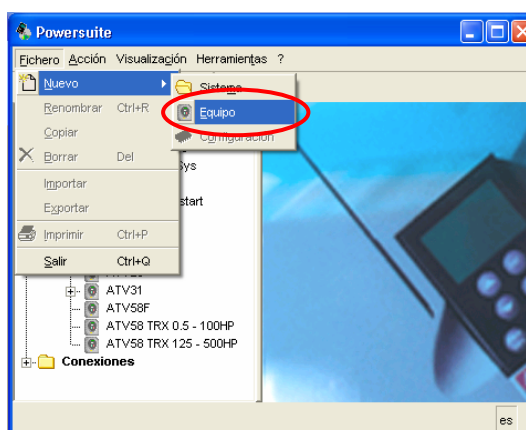 Powersuite
Fichero Acción Visualización Herramientas ?
Nuevo
Sistema
Equipo
Configuración
Renombrar Ctrl+R
Copiar
Borrar Del
Sys
Importar
start
Exportar
Imprimir Ctrl+P
Salir Ctrl+Q
ATV31
ATV58F
ATV58 TRX 0.5 - 100HP
ATV58 TRX 125 - 500HP
Conexiones
es